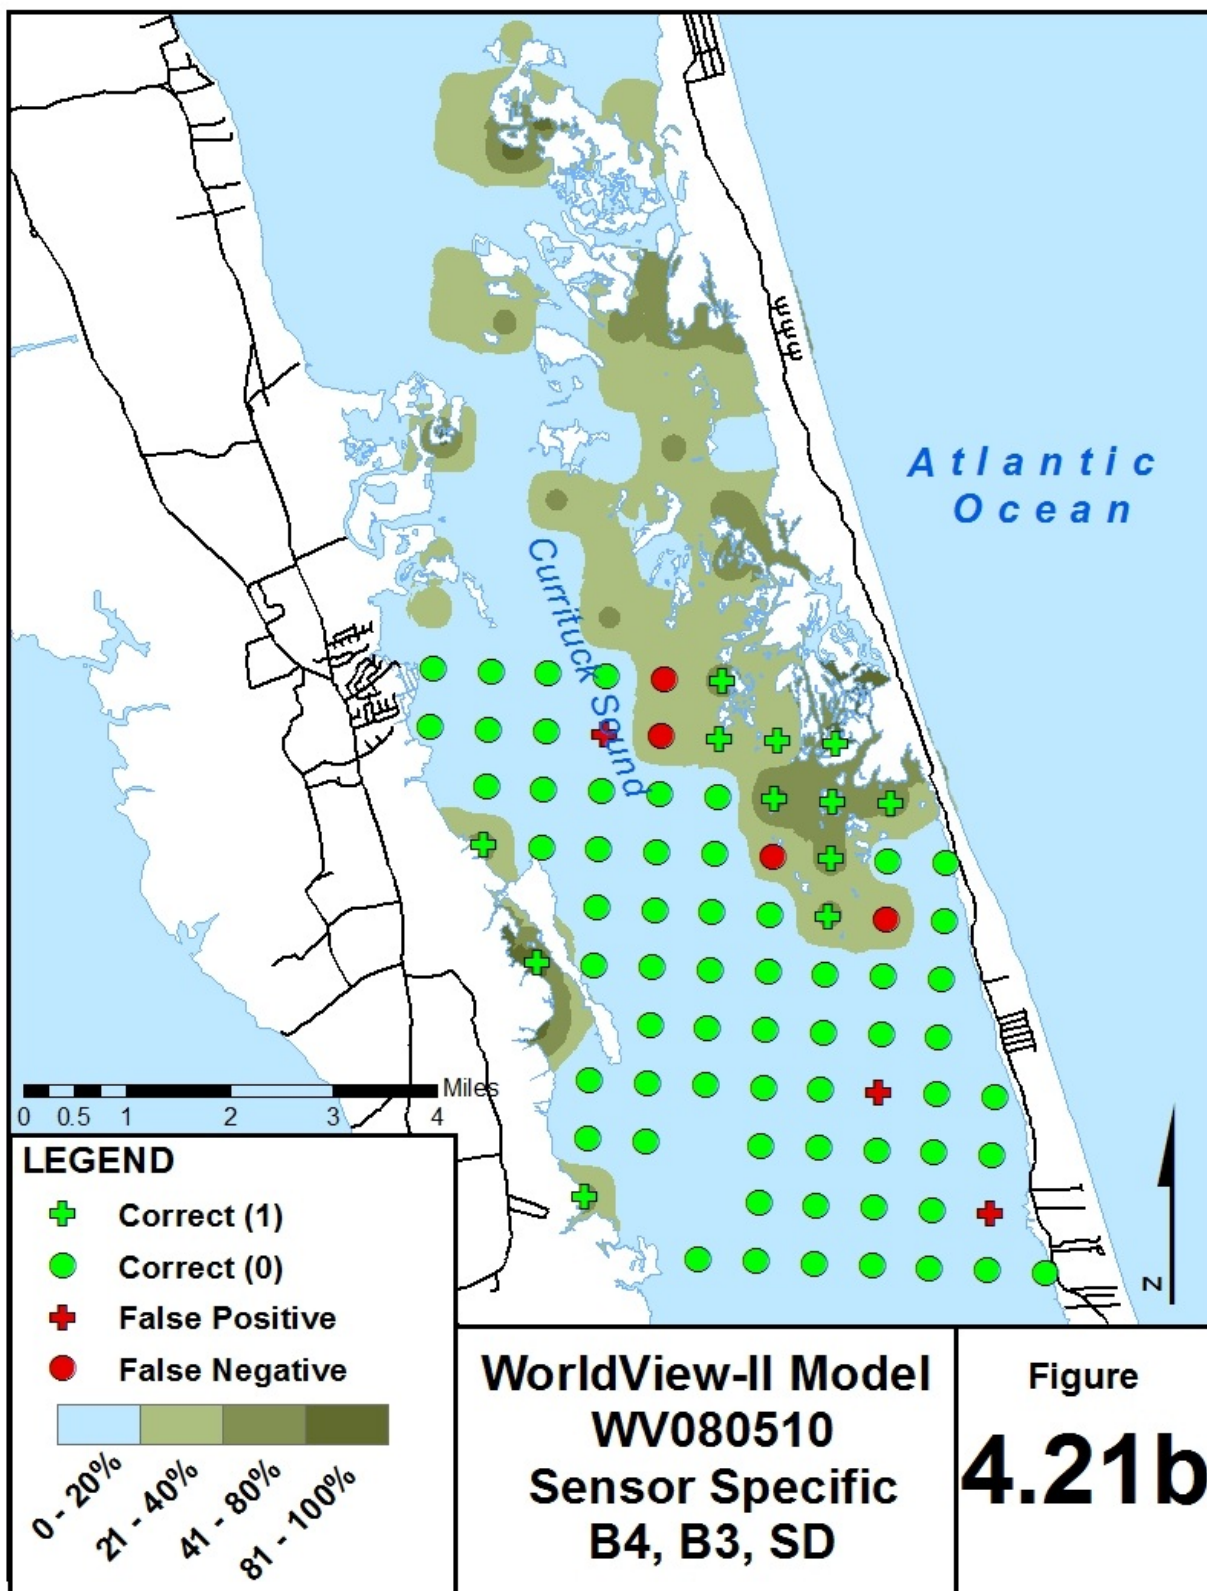 Atlantic
Ocean
Currituck Sound
Miles
0 0.5 1 2 3 4
LEGEND
Correct (1)
Correct (0)
False Positive
False Negative
0 - 20%
21 - 40%
41 - 80%
81 - 100%
N
WorldView-II Model
WV080510
Sensor Specific
B4, B3, SD
Figure
4.21b